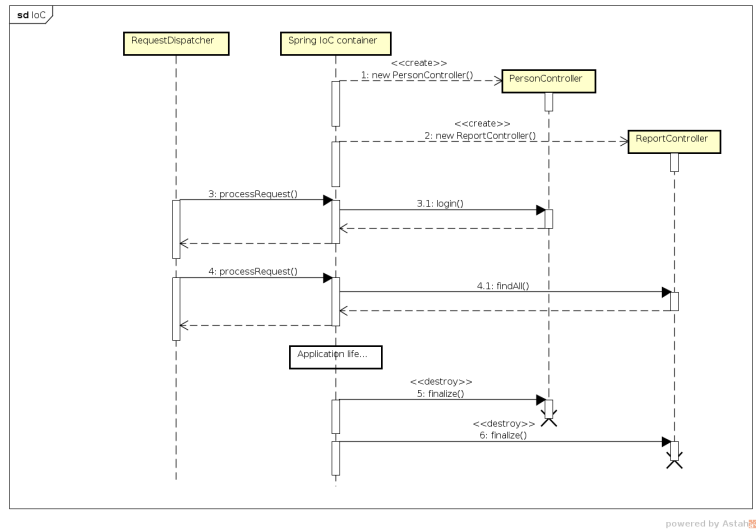 sd IoC
RequestDispatcher
Spring IoC container
<<create>>
1: new PersonController()
PersonController
<<create>>
2: new ReportController()
ReportController
3: processRequest()
3.1: login()
4: processRequest()
4.1: findAll()
Application life...
<<destroy>>
5: finalize()
<<destroy>>
6: finalize()
powered by Astah